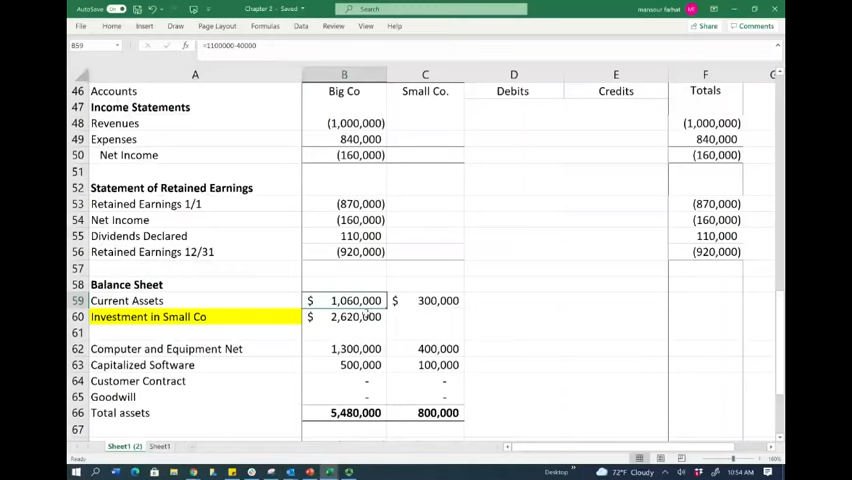 AutoSave On Chapter 2 - Saved Search mansour farhat MF
File Home Insert Draw Page Layout Formulas Data Review View Help Share Comments
B59 fx =1100000-40000
A B C D E F G
46 Accounts Big Co Small Co. Debits Credits Totals
47 Income Statements
48 Revenues (1,000,000) (1,000,000)
49 Expenses 840,000 840,000
50 Net Income (160,000) (160,000)
51
52 Statement of Retained Earnings
53 Retained Earnings 1/1 (870,000) (870,000)
54 Net Income (160,000) (160,000)
55 Dividends Declared 110,000 110,000
56 Retained Earnings 12/31 (920,000) (920,000)
57
58 Balance Sheet
59 Current Assets $ 1,060,000 $ 300,000
60 Investment in Small Co $ 2,620,000
61
62 Computer and Equipment Net 1,300,000 400,000
63 Capitalized Software 500,000 100,000
64 Customer Contract - -
65 Goodwill - -
66 Total assets 5,480,000 800,000
67
Sheet1 (2) Sheet1
Ready 160%
Desktop 72°F Cloudy 10:54 AM